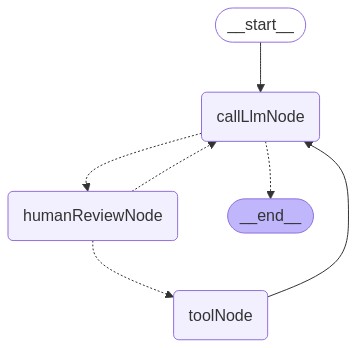 __start__
callLlmNode
humanReviewNode
__end__
toolNode